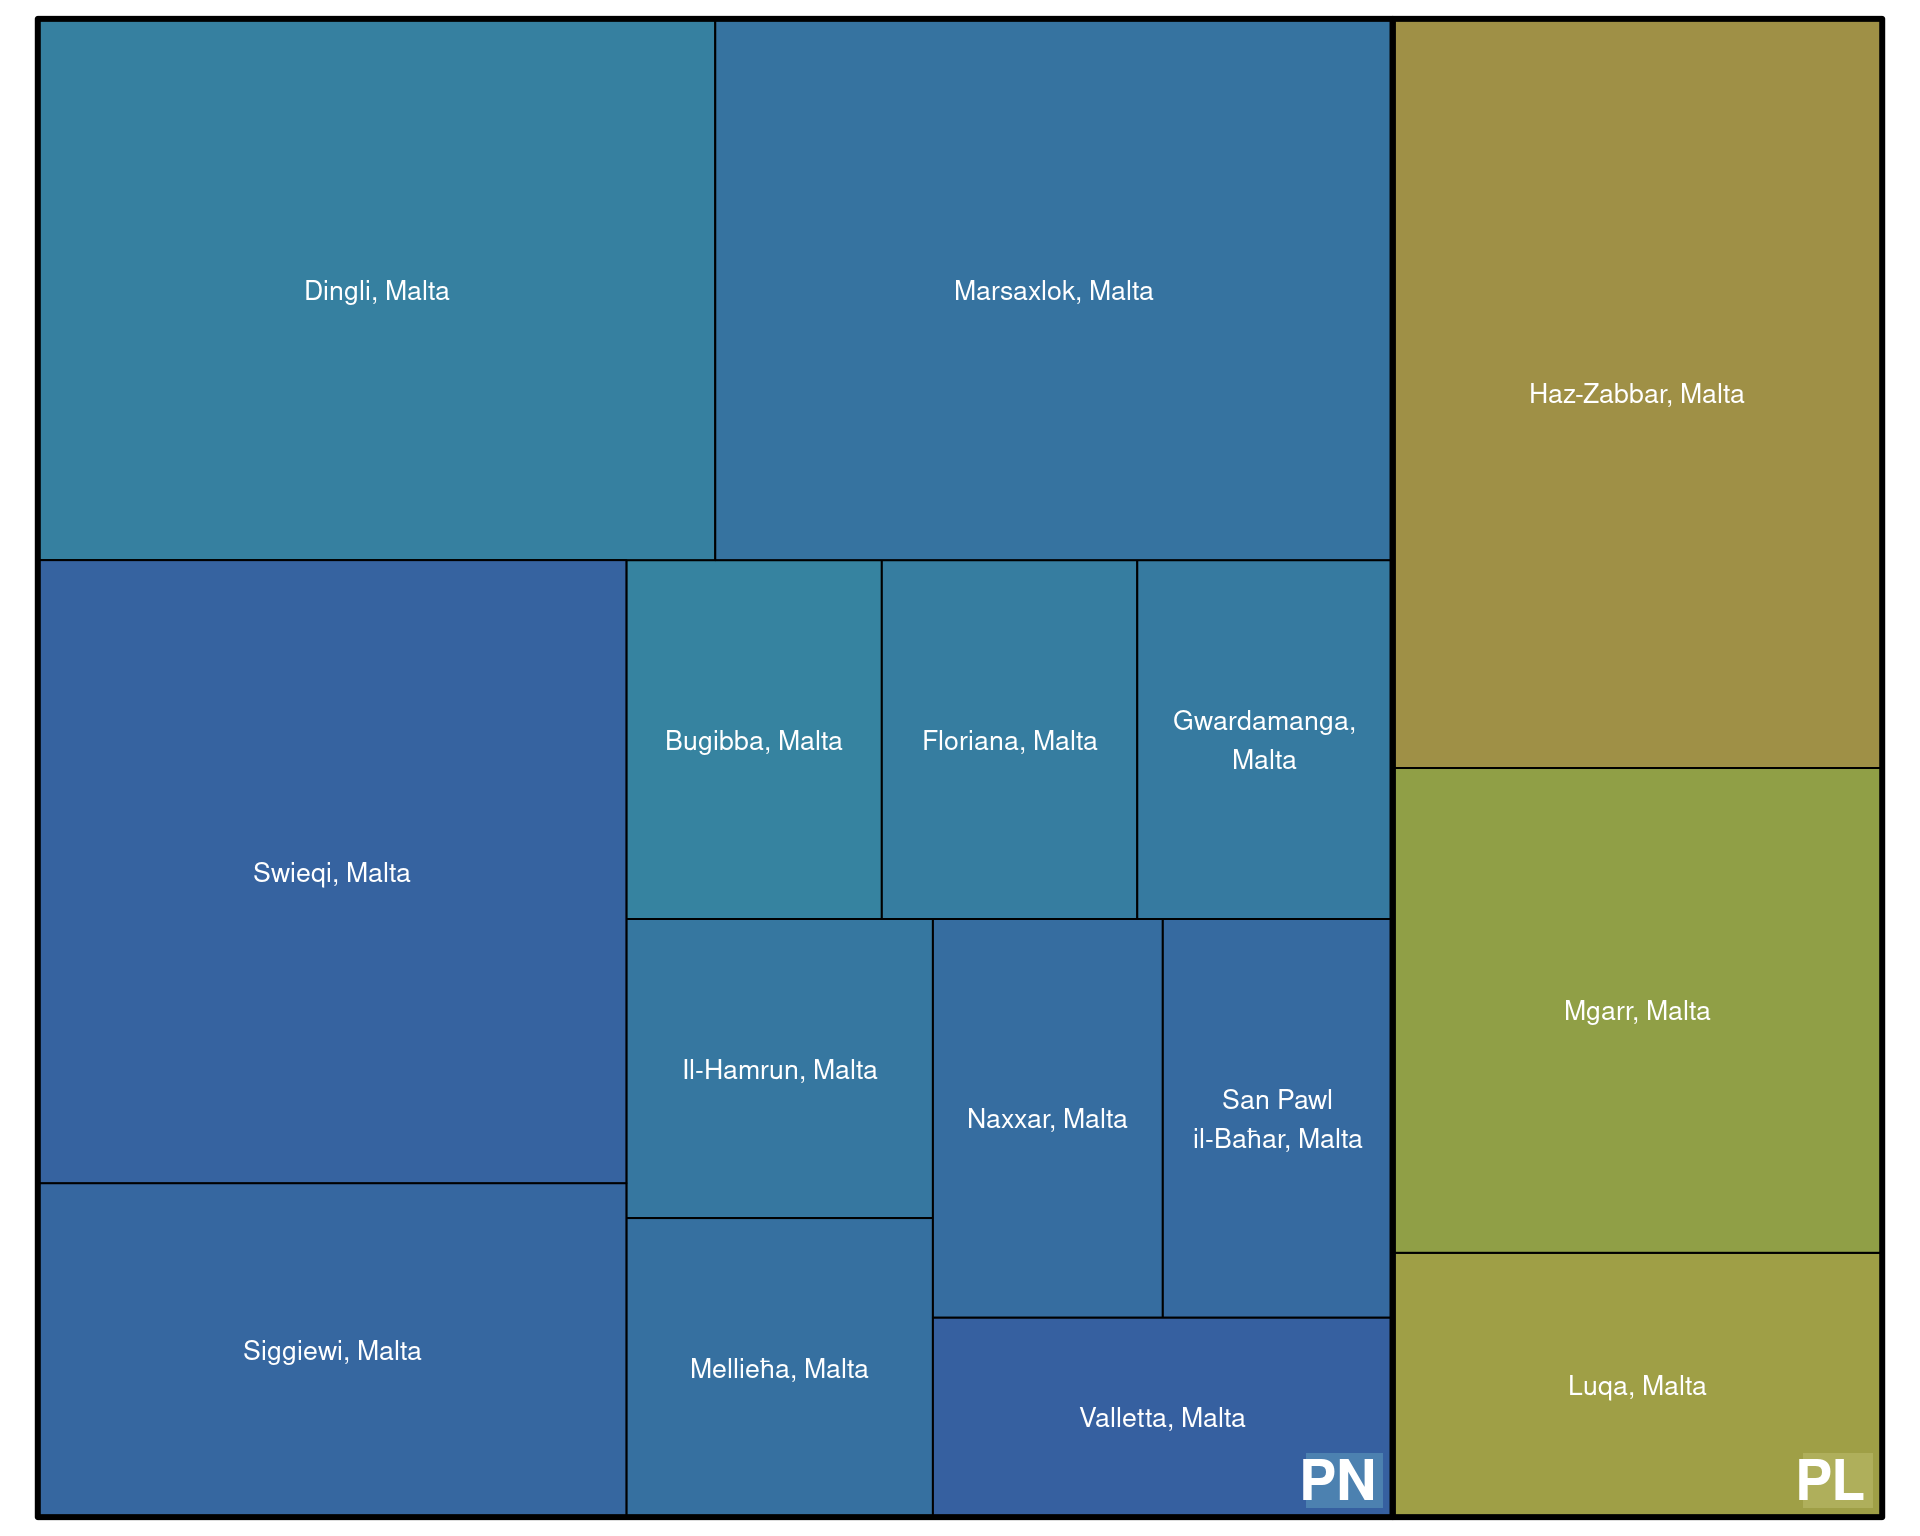 Dingli, Malta
Marsaxlok, Malta
Haz-Zabbar, Malta
Swieqi, Malta
Bugibba, Malta
Floriana, Malta
Gwardamanga,
Malta
Mgarr, Malta
Il-Hamrun, Malta
Naxxar, Malta
San Pawl
il-Baħar, Malta
Siggiewi, Malta
Mellieħa, Malta
Valletta, Malta
Luqa, Malta
PN
PL